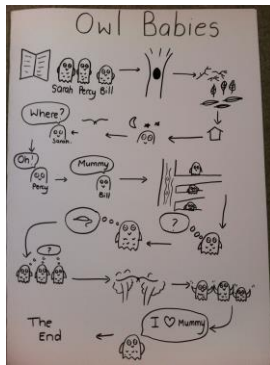 Owl Babies
Sarah Percy Bill
Where?
Sarah
Oh!
Percy
Mummy
Bill
?
?
I ♡ Mummy
The
End